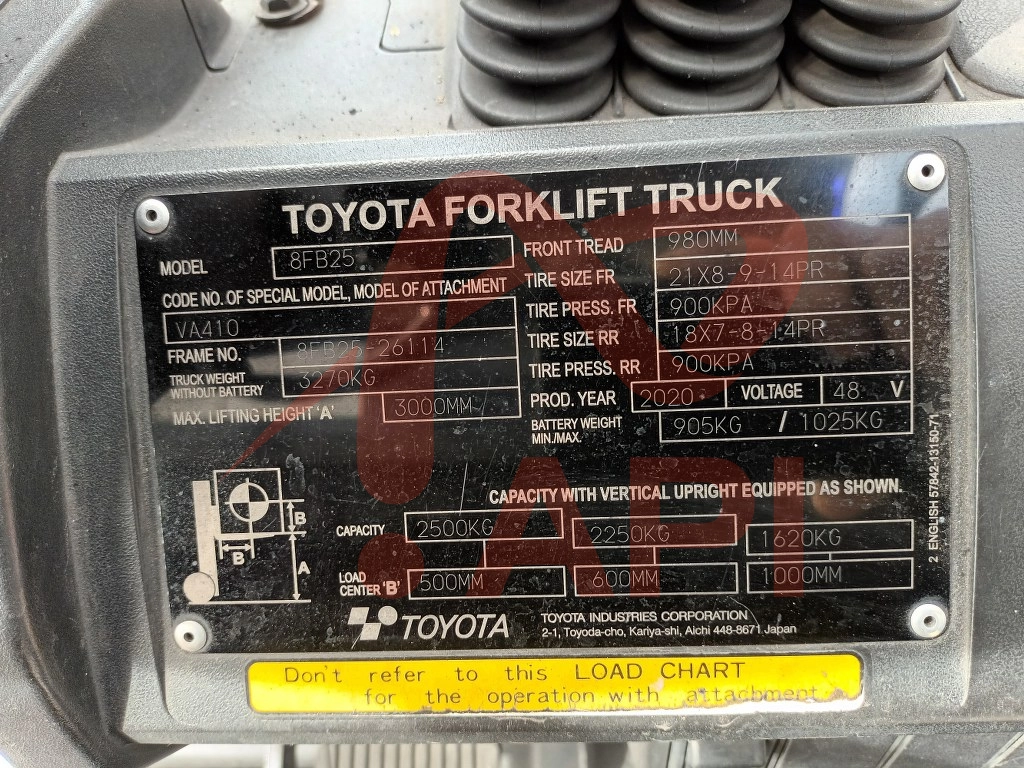 TOYOTA FORKLIFT TRUCK
MODEL 8FB25
CODE NO. OF SPECIAL MODEL, MODEL OF ATTACHMENT
VA410
FRAME NO. 8FB25-26114
TRUCK WEIGHT WITHOUT BATTERY 3270KG
MAX. LIFTING HEIGHT 'A' 3000MM
FRONT TREAD 980MM
TIRE SIZE FR 21X8-9-14PR
TIRE PRESS. FR 900KPA
TIRE SIZE RR 18X7-8-14PR
TIRE PRESS. RR 900KPA
PROD. YEAR 2020 VOLTAGE 48 V
BATTERY WEIGHT MIN./MAX. 905KG / 1025KG
CAPACITY WITH VERTICAL UPRIGHT EQUIPPED AS SHOWN.
CAPACITY 2500KG 2250KG 1620KG
LOAD CENTER 'B' 500MM 600MM 1000MM
B
B
A
TOYOTA
TOYOTA INDUSTRIES CORPORATION
2-1, Toyoda-cho, Kariya-shi, Aichi 448-8671 Japan
2 ENGLISH 57842-13150-71
Don't refer to this LOAD CHART
for the operation with attachment
API